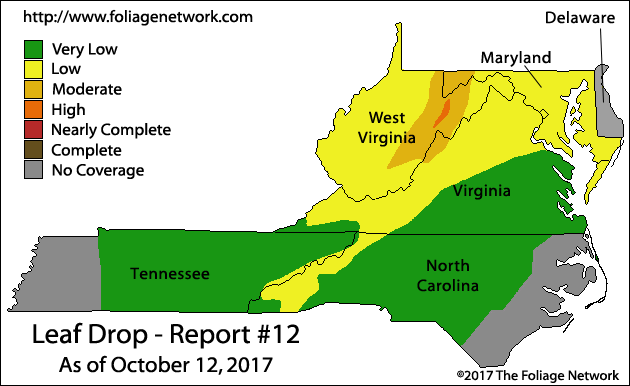 http://www.foliagenetwork.com
Delaware
Very Low
Low
Moderate
High
Nearly Complete
Complete
No Coverage
Maryland
West
Virginia
Virginia
Tennessee
North
Carolina
Leaf Drop - Report #12
As of October 12, 2017
©2017 The Foliage Network